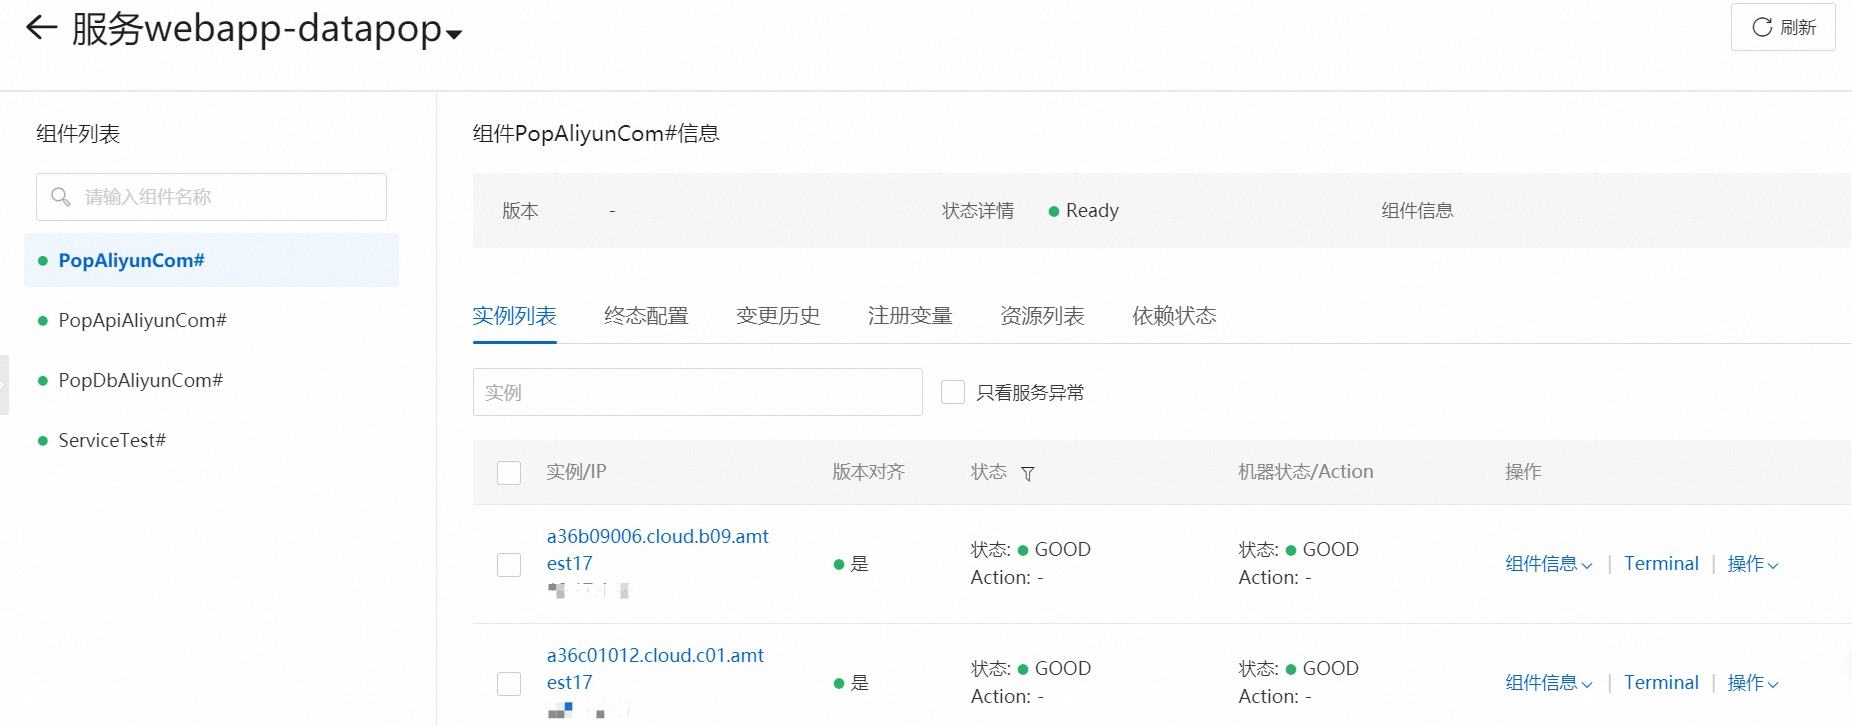 服务webapp-datapop
刷新
组件列表
请输入组件名称
PopAliyunCom#
PopApiAliyunCom#
PopDbAliyunCom#
ServiceTest#
组件PopAliyunCom#信息
版本 - 状态详情 Ready 组件信息
实例列表 终态配置 变更历史 注册变量 资源列表 依赖状态
实例 只看服务异常
实例/IP 版本对齐 状态 机器状态/Action 操作
a36b09006.cloud.b09.amt
est17
是
状态: GOOD
Action: -
状态: GOOD
Action: -
组件信息 | Terminal | 操作
a36c01012.cloud.c01.amt
est17
是
状态: GOOD
Action: -
状态: GOOD
Action: -
组件信息 | Terminal | 操作